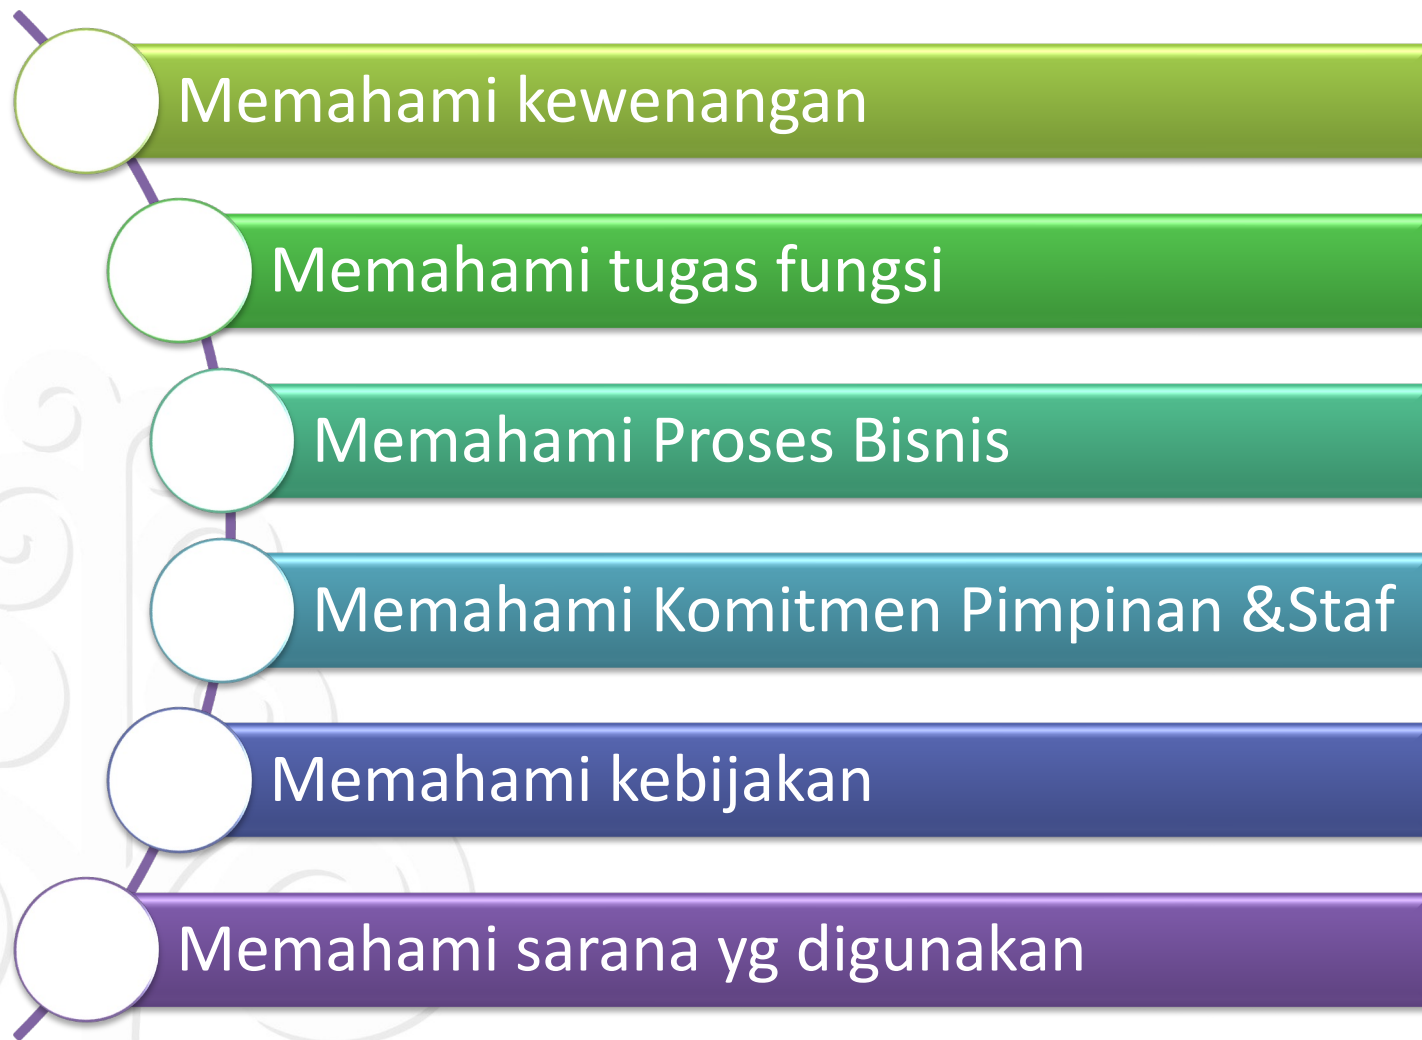 Memahami kewenangan
Memahami tugas fungsi
Memahami Proses Bisnis
Memahami Komitmen Pimpinan &Staf
Memahami kebijakan
Memahami sarana yg digunakan